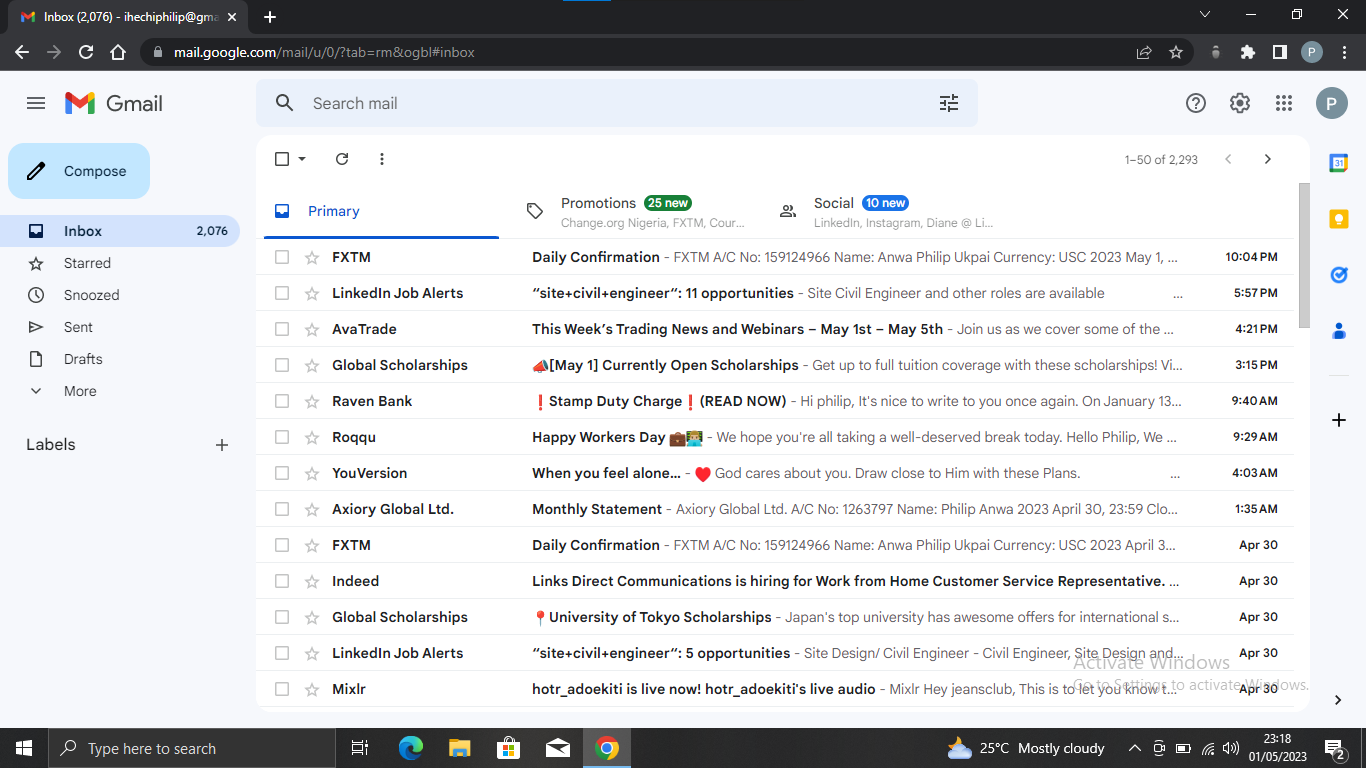 Inbox (2,076) - ihechiphilip@gma
mail.google.com/mail/u/0/?tab=rm&ogbl#inbox
P
Gmail
Search mail
P
Compose
1–50 of 2,293
31
Primary
Promotions 25 new
Change.org Nigeria, FXTM, Cour...
Social 10 new
LinkedIn, Instagram, Diane @ Li...
Inbox 2,076
Starred
Snoozed
Sent
Drafts
More
Labels
FXTM Daily Confirmation - FXTM A/C No: 159124966 Name: Anwa Philip Ukpai Currency: USC 2023 May 1, ... 10:04 PM
LinkedIn Job Alerts “site+civil+engineer“: 11 opportunities - Site Civil Engineer and other roles are available ... 5:57 PM
AvaTrade This Week’s Trading News and Webinars – May 1st – May 5th - Join us as we cover some of the ... 4:21 PM
Global Scholarships 📣[May 1] Currently Open Scholarships - Get up to full tuition coverage with these scholarships! Vi... 3:15 PM
Raven Bank ❗Stamp Duty Charge❗(READ NOW) - Hi philip, It's nice to write to you once again. On January 13... 9:40 AM
Roqqu Happy Workers Day 💼👨🏼‍💻 - We hope you're all taking a well-deserved break today. Hello Philip, We ... 9:29 AM
YouVersion When you feel alone... - ❤️ God cares about you. Draw close to Him with these Plans. ... 4:03 AM
Axiory Global Ltd. Monthly Statement - Axiory Global Ltd. A/C No: 1263797 Name: Philip Anwa 2023 April 30, 23:59 Clo... 1:35 AM
FXTM Daily Confirmation - FXTM A/C No: 159124966 Name: Anwa Philip Ukpai Currency: USC 2023 April 3... Apr 30
Indeed Links Direct Communications is hiring for Work from Home Customer Service Representative. ... Apr 30
Global Scholarships 📍University of Tokyo Scholarships - Japan's top university has awesome offers for international s... Apr 30
LinkedIn Job Alerts “site+civil+engineer“: 5 opportunities - Site Design/ Civil Engineer - Civil Engineer, Site Design and... Apr 30
Mixlr hotr_adoekiti is live now! hotr_adoekiti's live audio - Mixlr Hey jeansclub, This is to let you know t... Apr 30
Activate Windows
Go to Settings to activate Windows.
Type here to search
25°C Mostly cloudy
23:18
01/05/2023
2